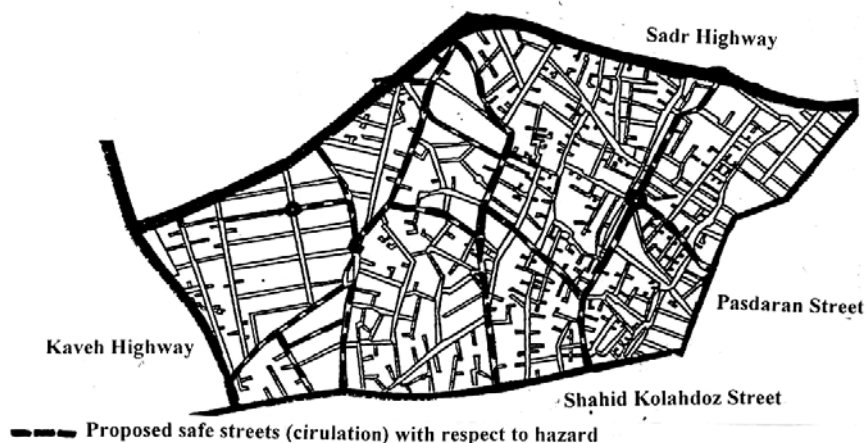 Sadr Highway
Pasdaran Street
Kaveh Highway
Shahid Kolahdoz Street
Proposed safe streets (cirulation) with respect to hazard